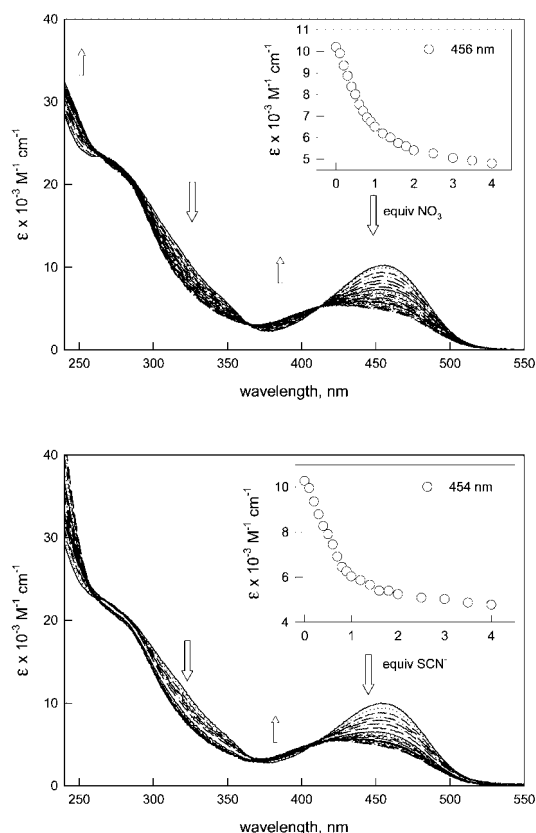 40
30
20
10
0
ε x 10⁻³ M⁻¹ cm⁻¹
250 300 350 400 450 500 550
wavelength, nm
11
10
9
8
7
6
5
ε x 10⁻³ M⁻¹ cm⁻¹
456 nm
0 1 2 3 4
equiv NO₃
40
30
20
10
0
ε x 10⁻³ M⁻¹ cm⁻¹
250 300 350 400 450 500 550
wavelength, nm
10
8
6
4
ε x 10⁻³ M⁻¹ cm⁻¹
454 nm
0 1 2 3 4
equiv SCN⁻